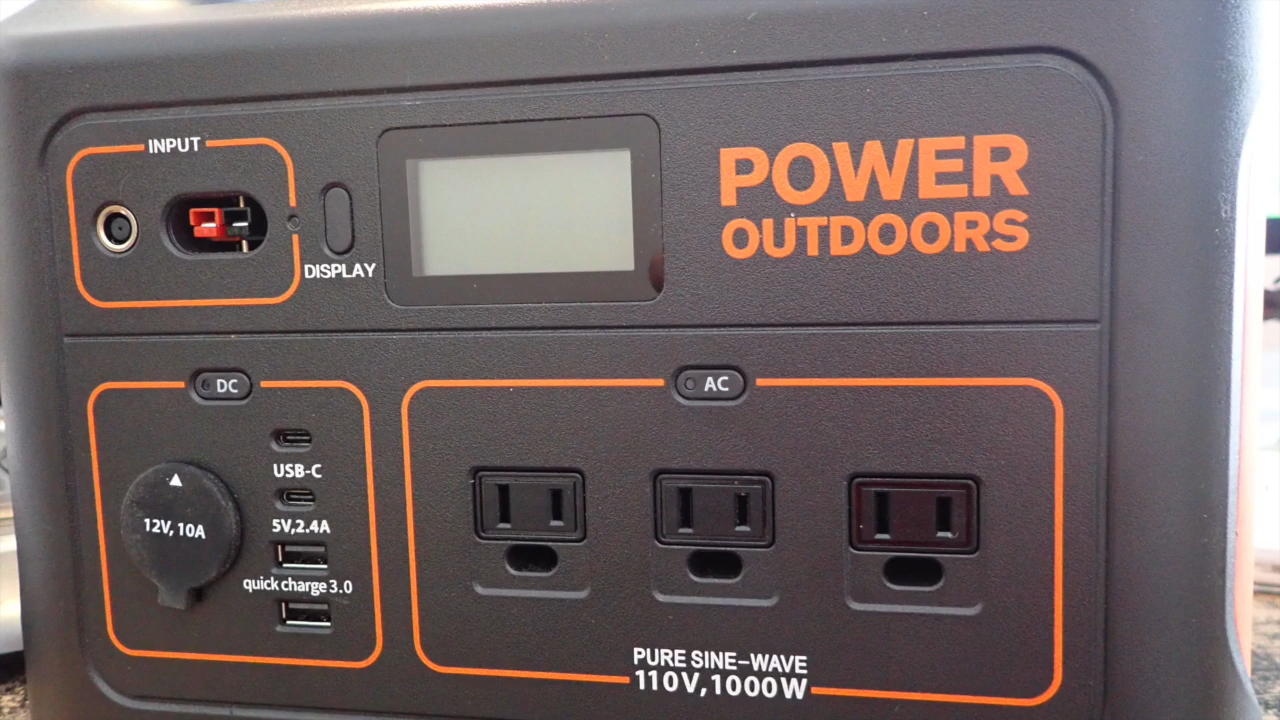 INPUT
DISPLAY
POWER
OUTDOORS
DC
USB-C
12V, 10A
5V,2.4A
quick charge 3.0
AC
PURE SINE-WAVE
110V,1000W